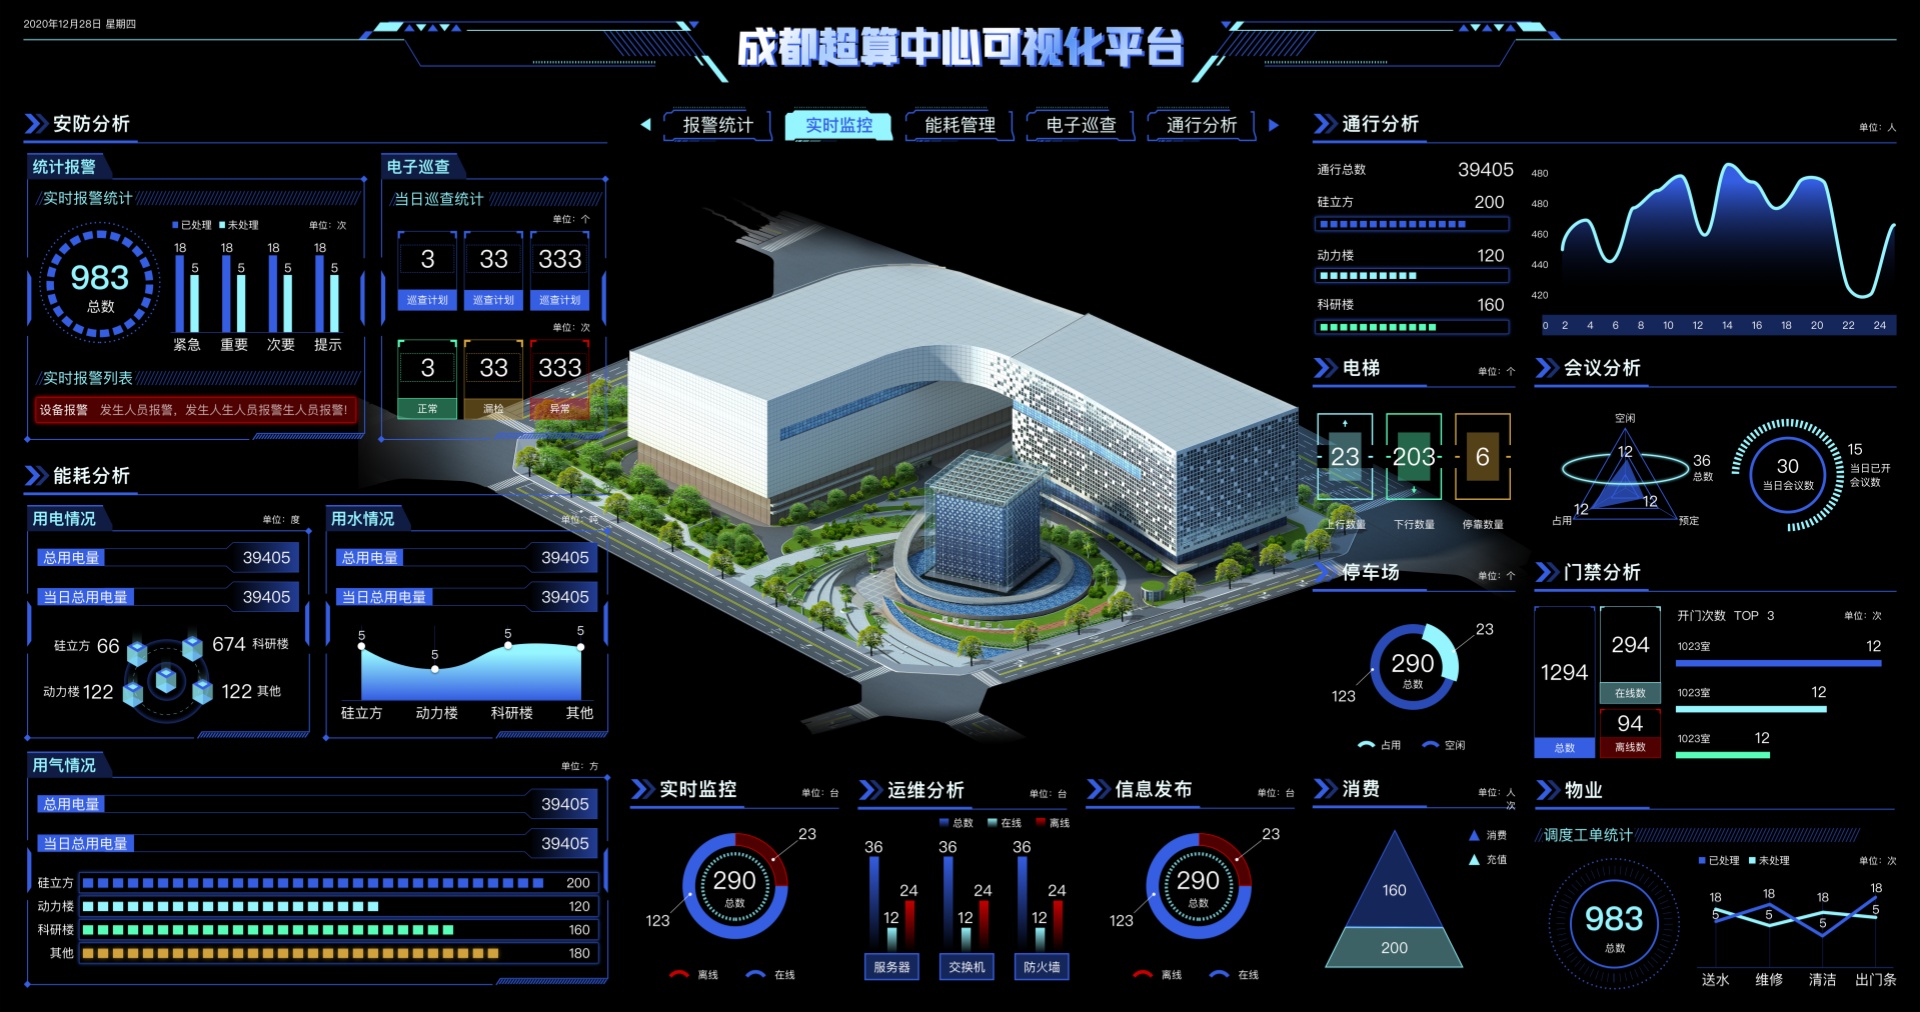 2020年12月28日 星期四
成都超算中心可视化平台
报警统计
实时监控
能耗管理
电子巡查
通行分析
安防分析
统计报警
实时报警统计
已处理 未处理 单位：次
983
总数
18 5 18 5 18 5 18 5
紧急 重要 次要 提示
实时报警列表
设备报警 发生人员报警，发生人生人员报警生人员报警！
电子巡查
当日巡查统计
单位：个
3 33 333
巡查计划 巡查计划 巡查计划
单位：次
3 33 333
正常 漏检 异常
能耗分析
用电情况
单位：度
总用电量 39405
当日总用电量 39405
硅立方 66
674 科研楼
动力楼 122
122 其他
用水情况
单位：吨
总用电量 39405
当日总用电量 39405
5 5 5 5
硅立方 动力楼 科研楼 其他
用气情况
单位：方
总用电量 39405
当日总用电量 39405
硅立方 200
动力楼 120
科研楼 160
其他 180
实时监控
单位：台
23
290
总数
123
离线 在线
运维分析
单位：台
总数 在线 离线
36 12 24 36 12 24 36 12 24
服务器 交换机 防火墙
信息发布
单位：台
23
290
总数
123
离线 在线
通行分析
单位：人
通行总数 39405
硅立方 200
动力楼 120
科研楼 160
480
480
460
440
420
0 2 4 6 8 10 12 14 16 18 20 22 24
电梯
单位：个
23 203 6
上行数量 下行数量 停靠数量
会议分析
空闲
12
36
总数
12
占用
12
预定
30
当日会议数
15
当日已开
会议数
停车场
单位：个
23
290
总数
123
占用 空闲
门禁分析
1294
总数
294
在线数
94
离线数
开门次数 TOP 3 单位：次
1023室 12
1023室 12
1023室 12
消费
单位：人
次
消费
充值
160
200
物业
调度工单统计
已处理 未处理 单位：次
983
总数
18 18 18 18
5 5 5 5
送水 维修 清洁 出门条